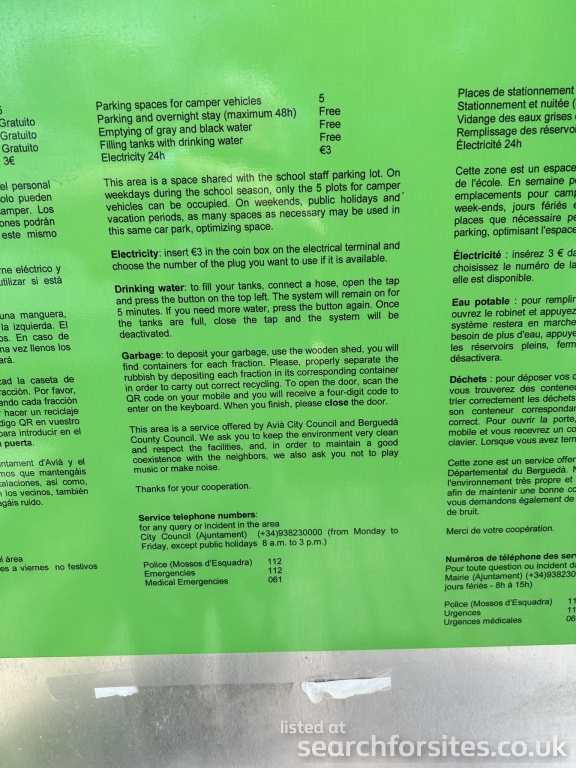 5
Gratuito
Gratuito
Gratuito
3€
el personal
olo pueden
amper. Los
ones podrán
este mismo
ne eléctrico y
utilizar si está
una manguera,
la izquierda. El
os. En caso de
na vez llenos los
ará.
zad la caseta de
racción. Por favor,
ando cada fracción
hacer un reciclaje
digo QR en vuestro
para introducir en el
puerta.
ntament d'Avià y el
mos que mantengáis
talaciones, así como,
n los vecinos, también
agáis ruido.
el área
es a viernes no festivos
Parking spaces for camper vehicles 5
Parking and overnight stay (maximum 48h) Free
Emptying of gray and black water Free
Filling tanks with drinking water Free
Electricity 24h €3
This area is a space shared with the school staff parking lot. On
weekdays during the school season, only the 5 plots for camper
vehicles can be occupied. On weekends, public holidays and
vacation periods, as many spaces as necessary may be used in
this same car park, optimizing space.
Electricity: insert €3 in the coin box on the electrical terminal and
choose the number of the plug you want to use if it is available.
Drinking water: to fill your tanks, connect a hose, open the tap
and press the button on the top left. The system will remain on for
5 minutes. If you need more water, press the button again. Once
the tanks are full, close the tap and the system will be
deactivated.
Garbage: to deposit your garbage, use the wooden shed, you will
find containers for each fraction. Please, properly separate the
rubbish by depositing each fraction in its corresponding container
in order to carry out correct recycling. To open the door, scan the
QR code on your mobile and you will receive a four-digit code to
enter on the keyboard. When you finish, please close the door.
This area is a service offered by Avià City Council and Berguedà
County Council. We ask you to keep the environment very clean
and respect the facilities, and, in order to maintain a good
coexistence with the neighbors, we also ask you not to play
music or make noise.
Thanks for your cooperation.
Service telephone numbers:
for any query or incident in the area
City Council (Ajuntament) (+34)938230000 (from Monday to
Friday, except public holidays 8 a.m. to 3 p.m.)
Police (Mossos d'Esquadra) 112
Emergencies 112
Medical Emergencies 061
Places de stationnement
Stationnement et nuitée (
Vidange des eaux grises
Remplissage des réservo
Électricité 24h
Cette zone est un espace
de l'école. En semaine p
emplacements pour camp
week-ends, jours fériés e
places que nécessaire pe
parking, optimisant l'espace
Électricité : insérez 3 € da
choisissez le numéro de la
elle est disponible.
Eau potable : pour remplir
ouvrez le robinet et appuyez
système restera en marche
besoin de plus d'eau, appuye
les réservoirs pleins, ferm
désactivera.
Déchets : pour déposer vos d
vous trouverez des conteneu
trier correctement les déchets
son conteneur correspondan
correct. Pour ouvrir la porte,
mobile et vous recevrez un co
clavier. Lorsque vous avez term
Cette zone est un service offer
Départemental du Berguedà. N
l'environnement très propre et
afin de maintenir une bonne co
vous demandons également de
de bruit.
Merci de votre coopération.
Numéros de téléphone des serv
Pour toute question ou incident da
Mairie (Ajuntament) (+34)938230
jours fériés - 8h à 15h)
Police (Mossos d'Esquadra) 11
Urgences 11
Urgences médicales 06
listed at
searchforsites.co.uk